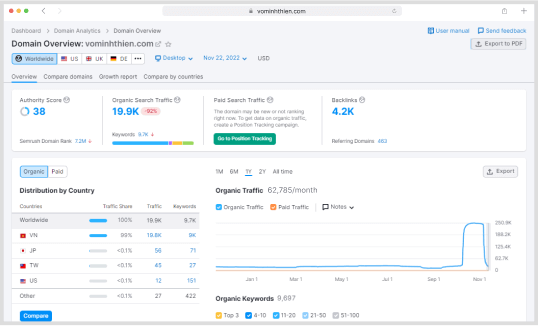 vominhthien.com
Dashboard > Domain Analytics > Domain Overview
User manual
Send feedback
Domain Overview: vominhthien.com
Export to PDF
Worldwide
US
UK
DE
Desktop
Nov 22, 2022
USD
Overview
Compare domains
Growth report
Compare by countries
Authority Score
38
Semrush Domain Rank 7.2M ↓
Organic Search Traffic
19.9K -92%
Keywords 9.7K ↓
Paid Search Traffic
The domain may be new or not ranking
right now. To get data on organic traffic,
create a Position Tracking campaign.
Go to Position Tracking
Backlinks
4.2K
Referring Domains 463
Organic Paid
Distribution by Country
Countries Traffic Share Traffic Keywords
Worldwide 100% 19.9K 9.7K
VN 99% 19.8K 9K
JP <0.1% 56 71
TW <0.1% 45 27
US <0.1% 12 151
Other <0.1% 27 422
Compare
1M 6M 1Y 2Y All time
Export
Organic Traffic 62,785/month
Organic Traffic Paid Traffic Notes
250.9K
188.2K
125.4K
62.7K
0
Jan 1 Mar 1 May 1 Jul 1 Sep 1 Nov 1
Organic Keywords 9,697
Top 3 4-10 11-20 21-50 51-100